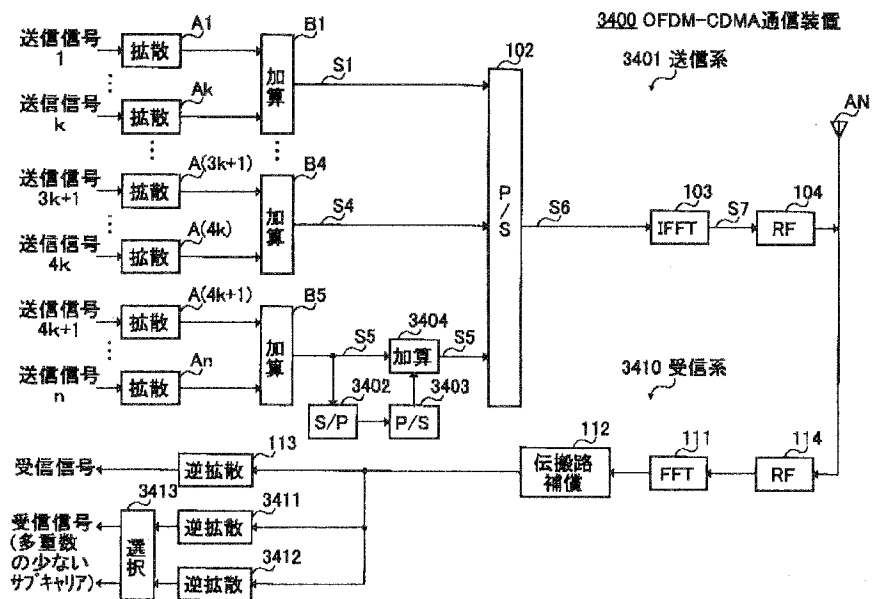 3400 OFDM-CDMA通信装置
3401 送信系
送信信号
1
A1
拡散
B1
加算
S1
102
P/S
送信信号
k
Ak
拡散
送信信号
3k+1
A(3k+1)
拡散
B4
加算
S4
送信信号
4k
A(4k)
拡散
S6
103
IFFT
S7
104
RF
AN
送信信号
4k+1
A(4k+1)
拡散
B5
加算
S5
3404
加算
S5
送信信号
n
An
拡散
3402
S/P
3403
P/S
3410 受信系
受信信号
113
逆拡散
112
伝搬路
補償
111
FFT
114
RF
受信信号
(多重数
の少ない
サブキャリア)
3413
選択
3411
逆拡散
3412
逆拡散